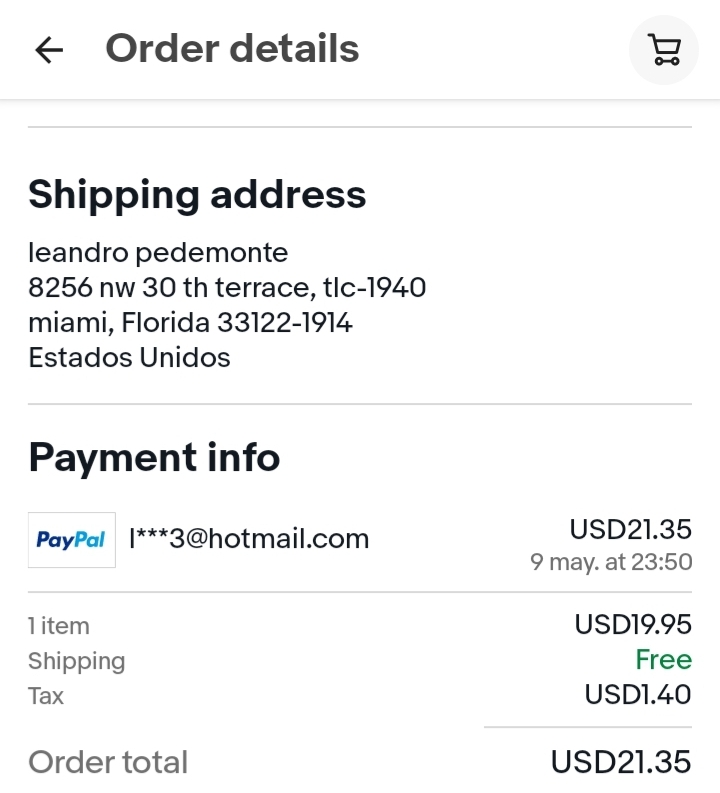 Order details
Shipping address
leandro pedemonte
8256 nw 30 th terrace, tlc-1940
miami, Florida 33122-1914
Estados Unidos
Payment info
PayPal l***3@hotmail.com USD21.35
9 may. at 23:50
1 item USD19.95
Shipping Free
Tax USD1.40
Order total USD21.35